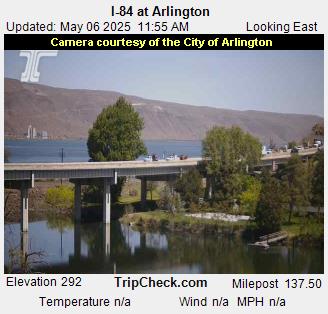 I-84 at Arlington
Updated: May 06 2025 11:55 AM Looking East
Camera courtesy of the City of Arlington
Elevation 292 TripCheck.com Milepost 137.50
Temperature n/a Wind n/a MPH n/a